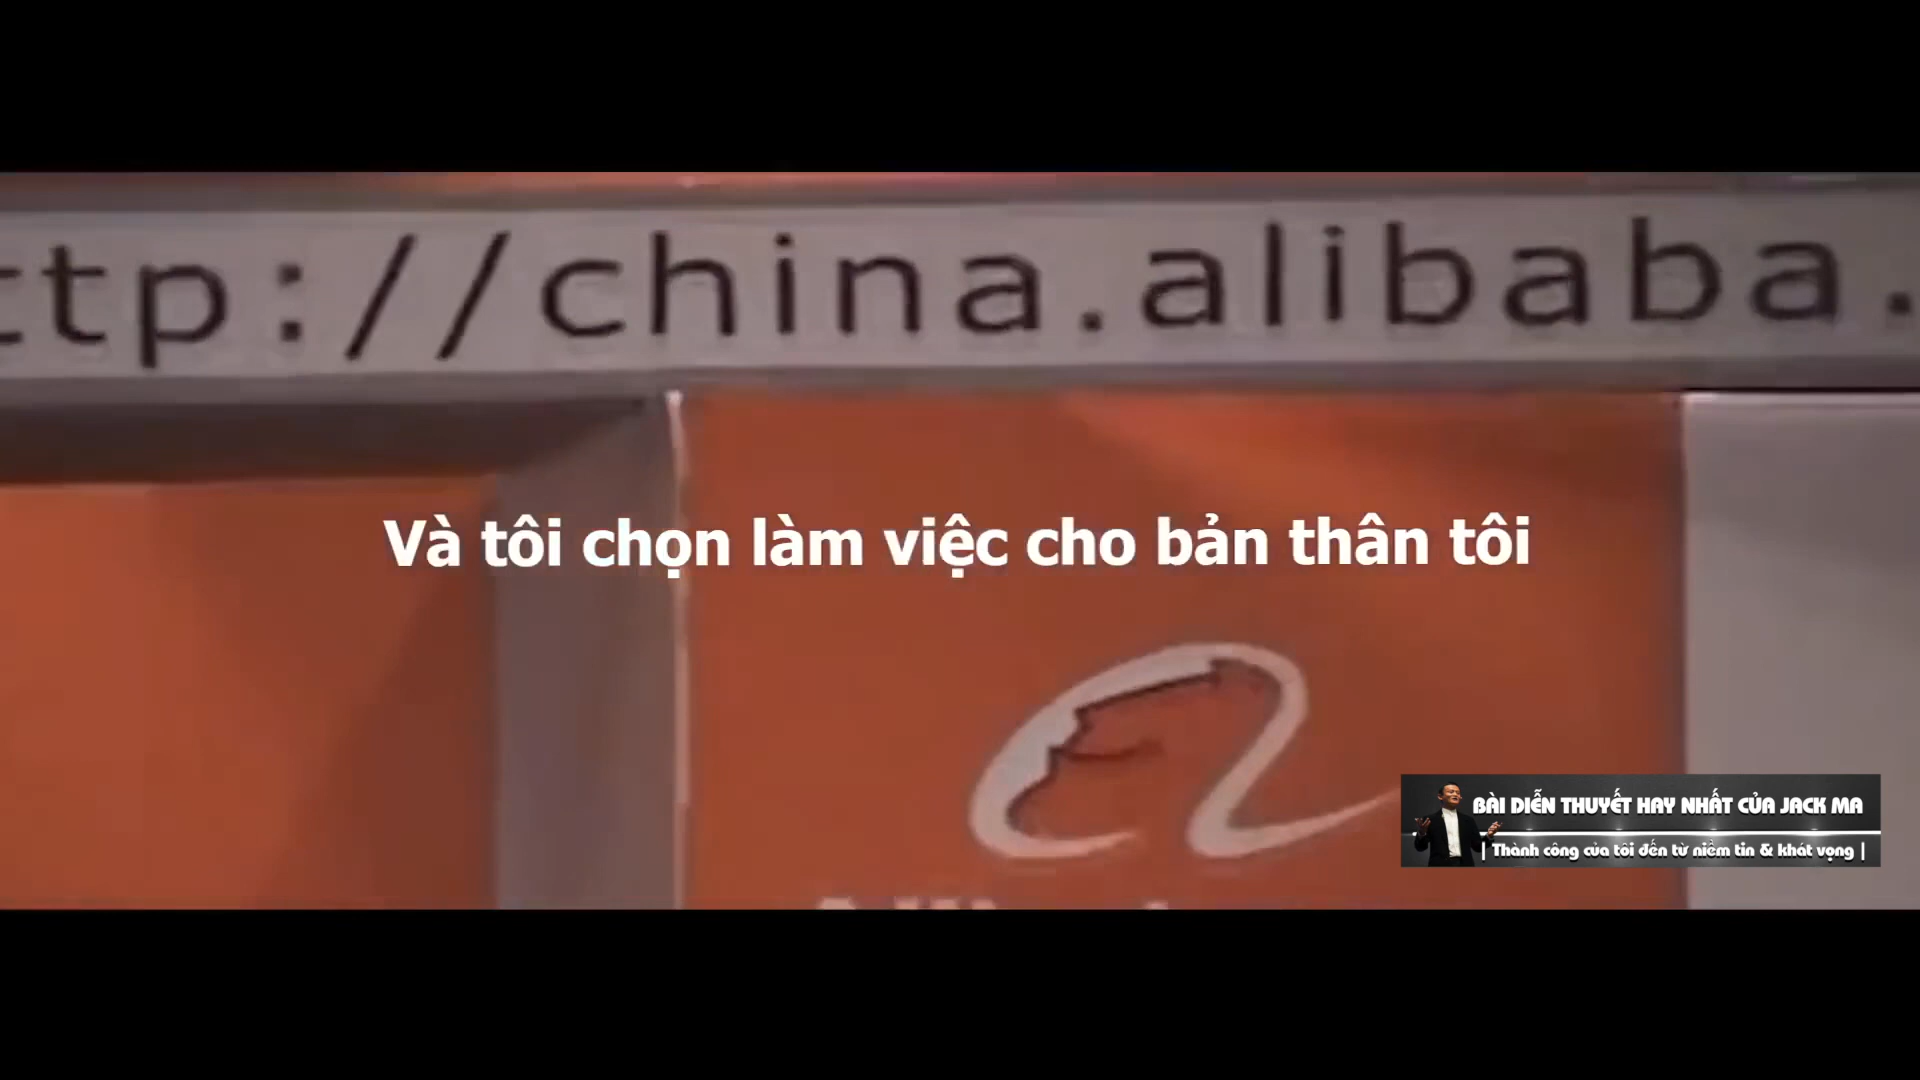 ttp://china.alibaba.
Và tôi chọn làm việc cho bản thân tôi
BÀI DIỄN THUYẾT HAY NHẤT CỦA JACK MA
| Thành công của tôi đến từ niềm tin & khát vọng |